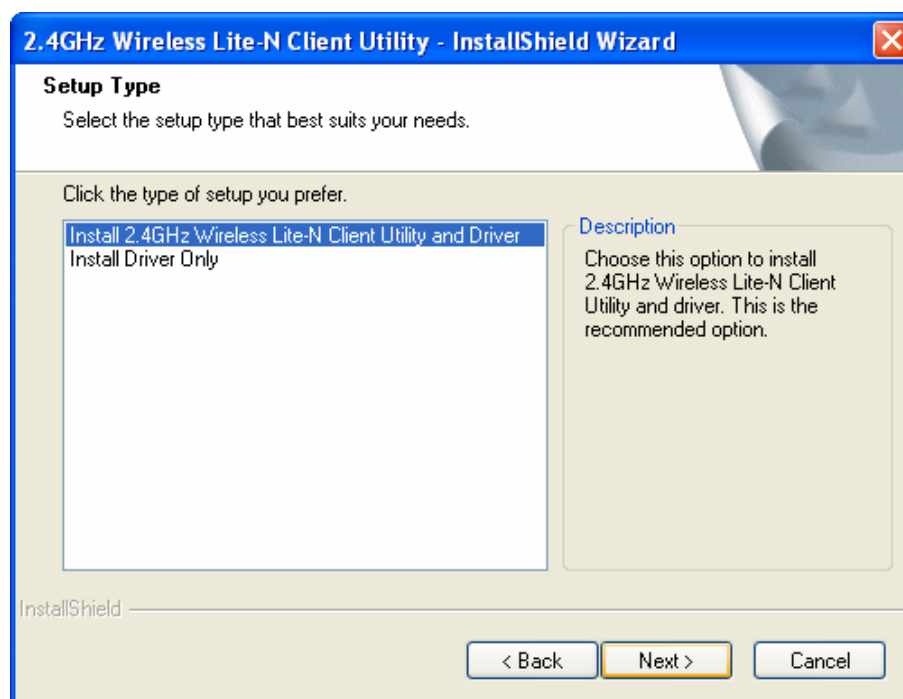 2.4GHz Wireless Lite-N Client Utility - InstallShield Wizard
Setup Type
Select the setup type that best suits your needs.
Click the type of setup you prefer.
Install 2.4GHz Wireless Lite-N Client Utility and Driver
Install Driver Only
Description
Choose this option to install
2.4GHz Wireless Lite-N Client
Utility and driver. This is the
recommended option.
InstallShield
< Back
Next >
Cancel